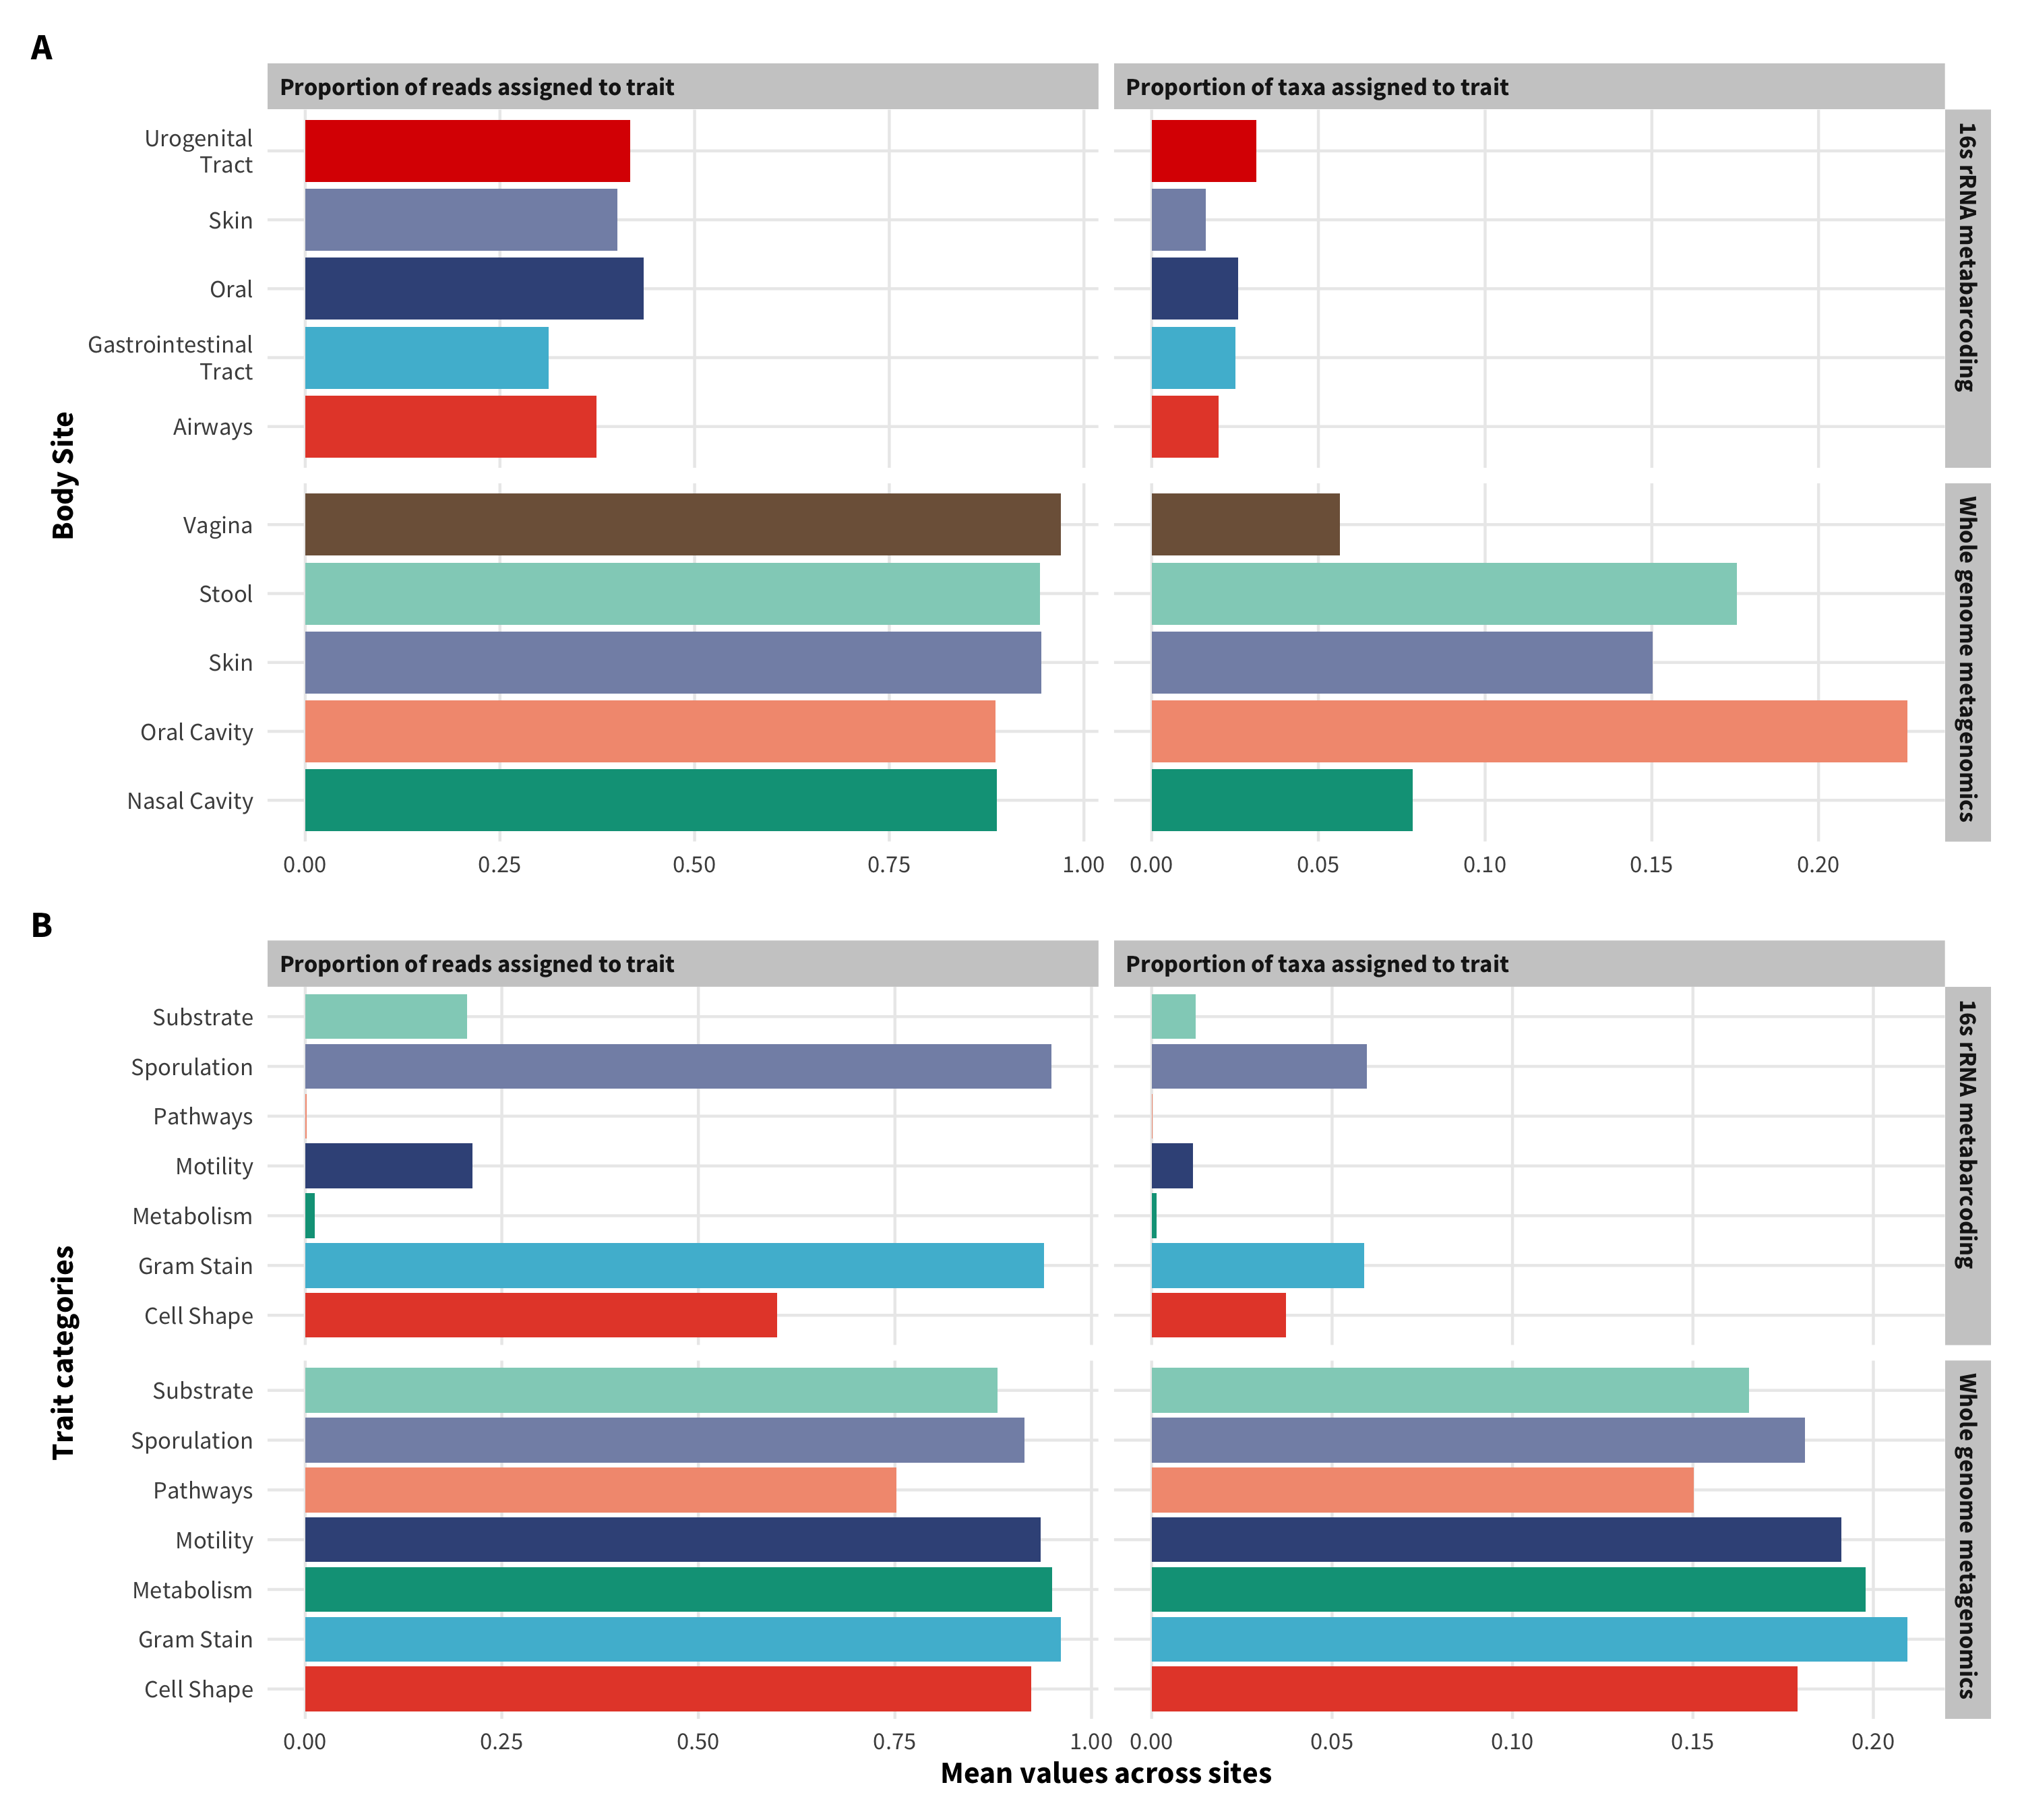 A
Proportion of reads assigned to trait
Proportion of taxa assigned to trait
Body Site
Urogenital
Tract
Skin
Oral
Gastrointestinal
Tract
Airways
16s rRNA metabarcoding
Vagina
Stool
Skin
Oral Cavity
Nasal Cavity
Whole genome metagenomics
0.00 0.25 0.50 0.75 1.00
0.00 0.05 0.10 0.15 0.20
B
Proportion of reads assigned to trait
Proportion of taxa assigned to trait
Trait categories
Substrate
Sporulation
Pathways
Motility
Metabolism
Gram Stain
Cell Shape
16s rRNA metabarcoding
Substrate
Sporulation
Pathways
Motility
Metabolism
Gram Stain
Cell Shape
Whole genome metagenomics
0.00 0.25 0.50 0.75 1.00
0.00 0.05 0.10 0.15 0.20
Mean values across sites